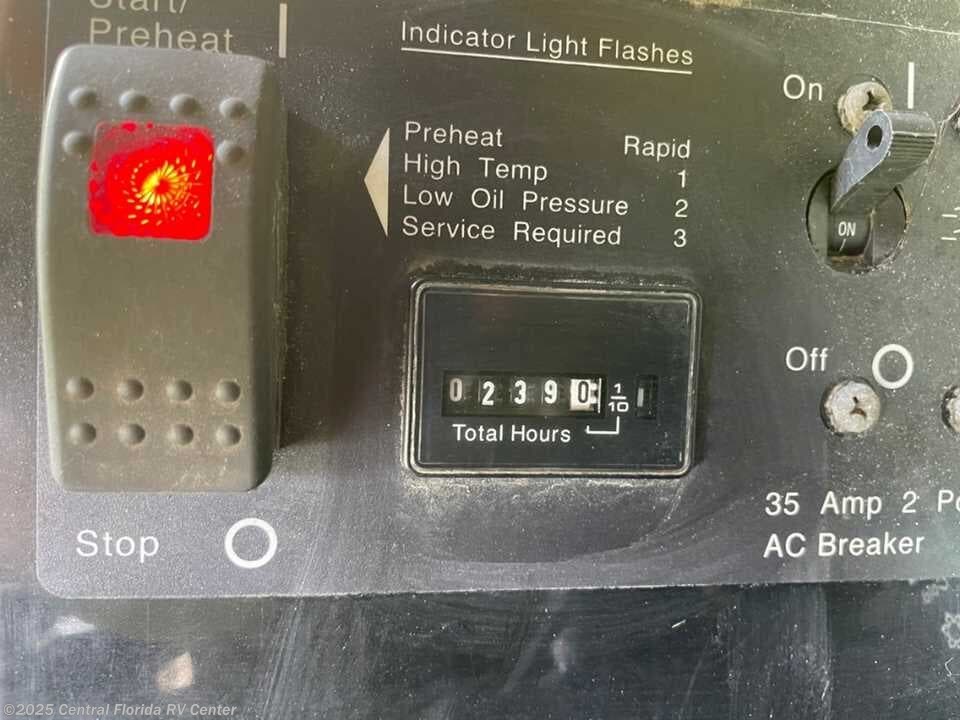 Start/
Preheat
Indicator Light Flashes
Preheat Rapid
High Temp 1
Low Oil Pressure 2
Service Required 3
On
ON
Off
02390 1/10
Total Hours
Stop
35 Amp 2
AC Breaker
©2025 Central Florida RV Center